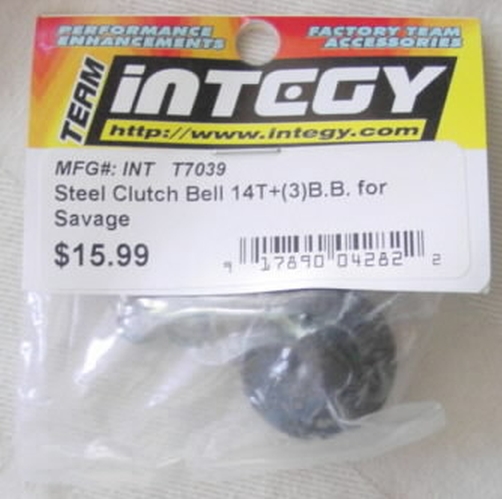 PERFORMANCE ENHANCEMENTS
FACTORY TEAM ACCESSORIES
TEAM
iNTEGY
http://www.integy.com
MFG#: INT T7039
Steel Clutch Bell 14T+(3)B.B. for
Savage
$15.99
9 17890 04282 2